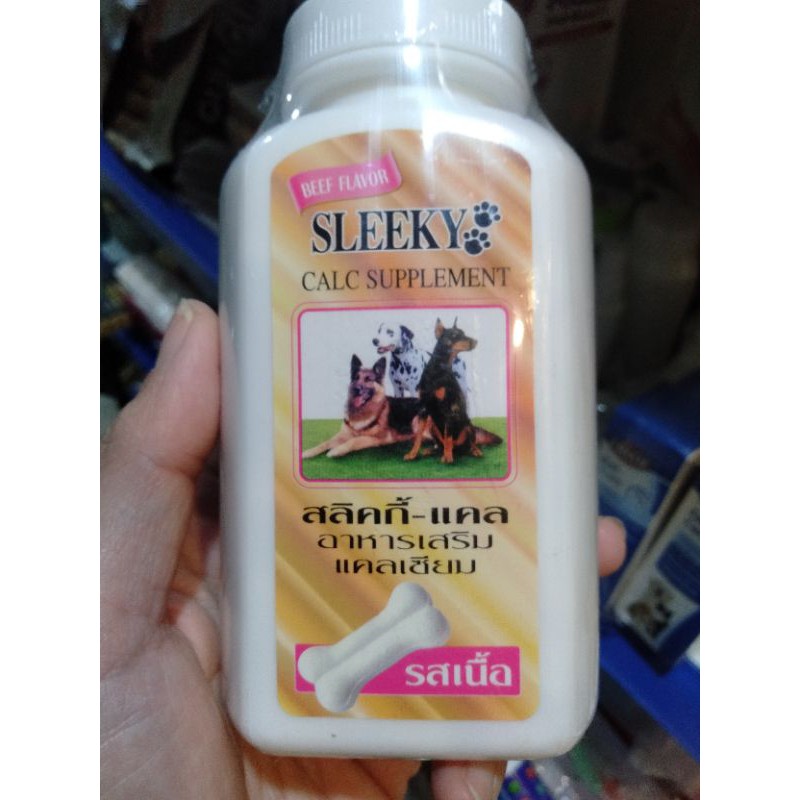 BEEF FLAVOR
SLEEKY
CALC SUPPLEMENT
สลิคกี้-แคล
อาหารเสริม
แคลเซียม
รสเนื้อ